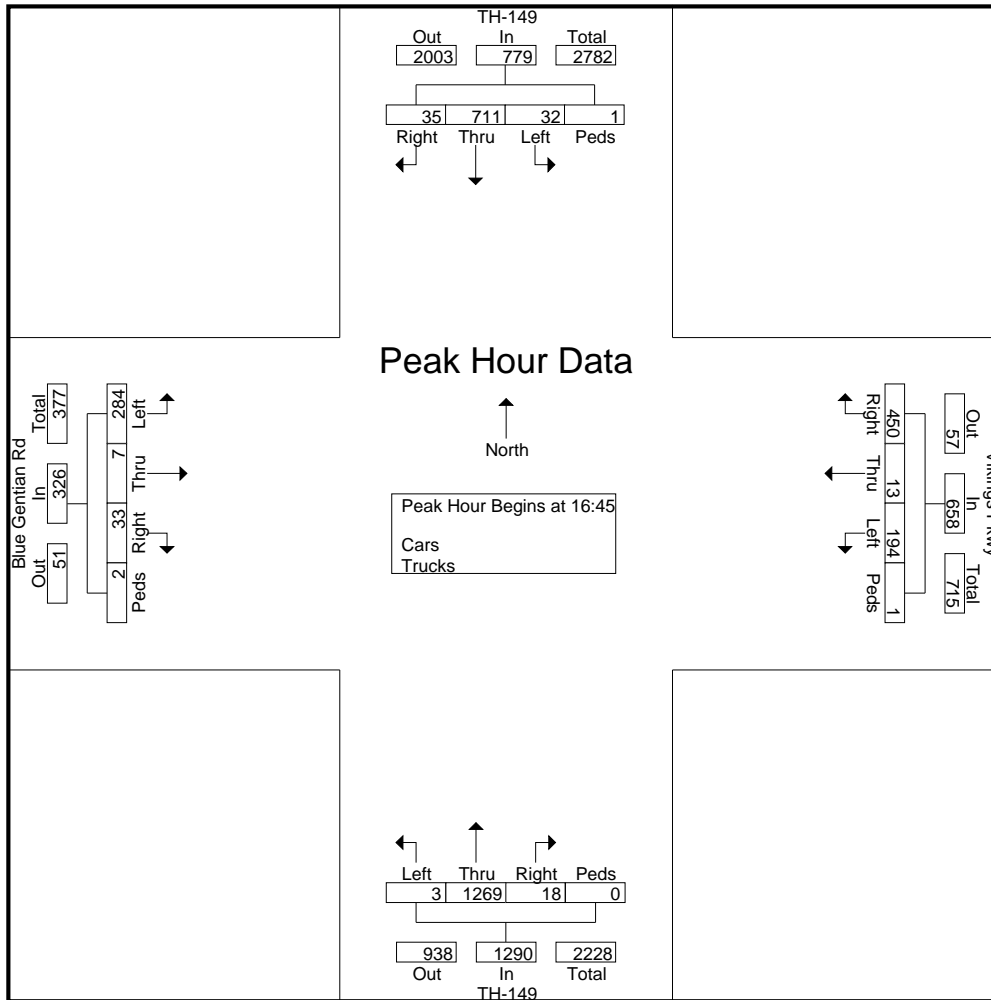 TH-149
Out In Total
2003 779 2782
35 711 32 1
Right Thru Left Peds
Peak Hour Data
North
Peak Hour Begins at 16:45
Cars
Trucks
Blue Gentian Rd
Total In Out
377 326 51
284 7 33 2
Left Thru Right Peds
Right Thru Left Peds
450 13 194 1
Out In Total
57 658 715
Left Thru Right Peds
3 1269 18 0
938 1290 2228
Out In Total
TH-149